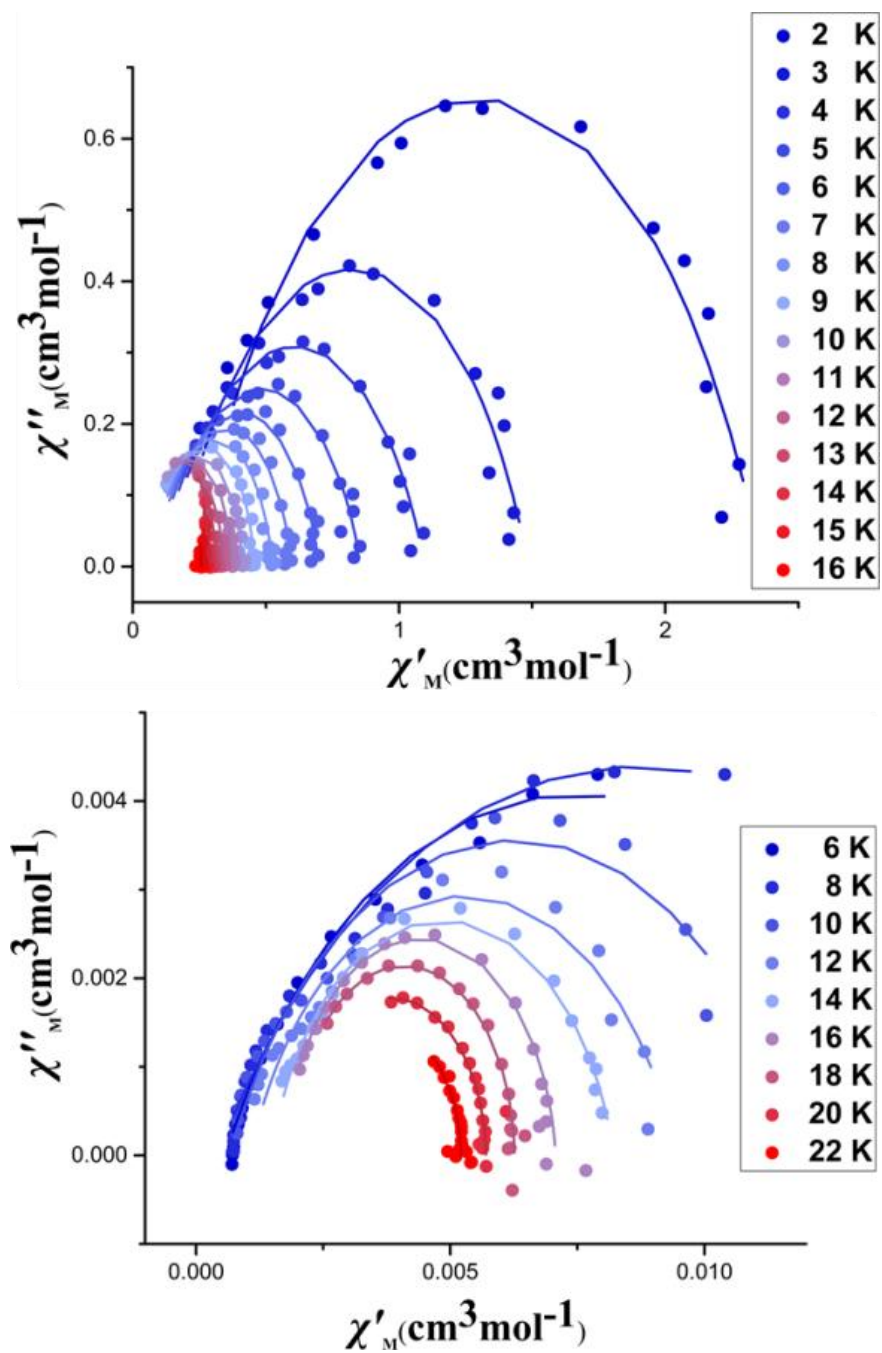 2 K
3 K
4 K
5 K
6 K
7 K
8 K
9 K
10 K
11 K
12 K
13 K
14 K
15 K
16 K
χ″M(cm³mol⁻¹)
0.6
0.4
0.2
0.0
0 1 2
χ′M(cm³mol⁻¹)
6 K
8 K
10 K
12 K
14 K
16 K
18 K
20 K
22 K
χ″M(cm³mol⁻¹)
0.004
0.002
0.000
0.000 0.005 0.010
χ′M(cm³mol⁻¹)